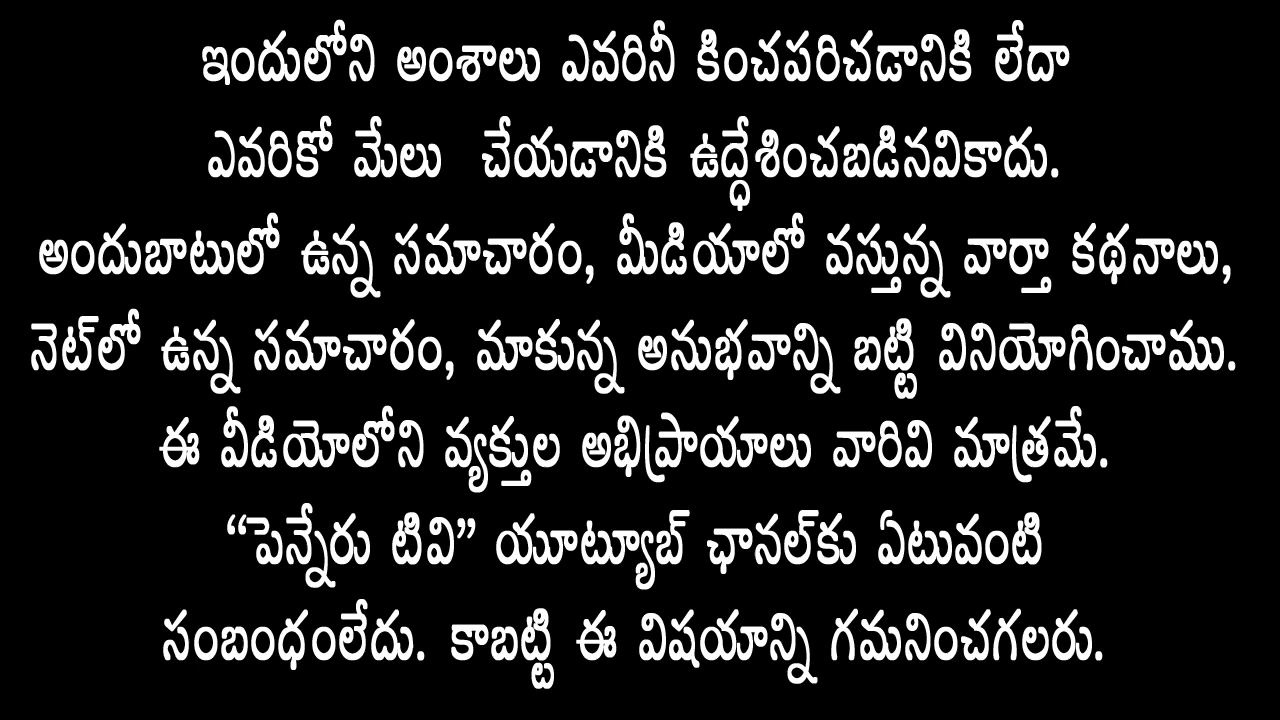 ఇందులోని అంశాలు ఎవరినీ కించపరిచడానికి లేదా
ఎవరికో మేలు చేయడానికి ఉద్ధేశించబడినవికాదు.
అందుబాటులో ఉన్న సమాచారం, మీడియాలో వస్తున్న వార్తా కథనాలు,
నెట్‌లో ఉన్న సమాచారం, మాకున్న అనుభవాన్ని బట్టి వినియోగించాము.
ఈ వీడియోలోని వ్యక్తుల అభిప్రాయాలు వారివి మాత్రమే.
“పెన్నేరు టివి” యూట్యూబ్ ఛానల్‌కు ఏటువంటి
సంబంధంలేదు. కాబట్టి ఈ విషయాన్ని గమనించగలరు.